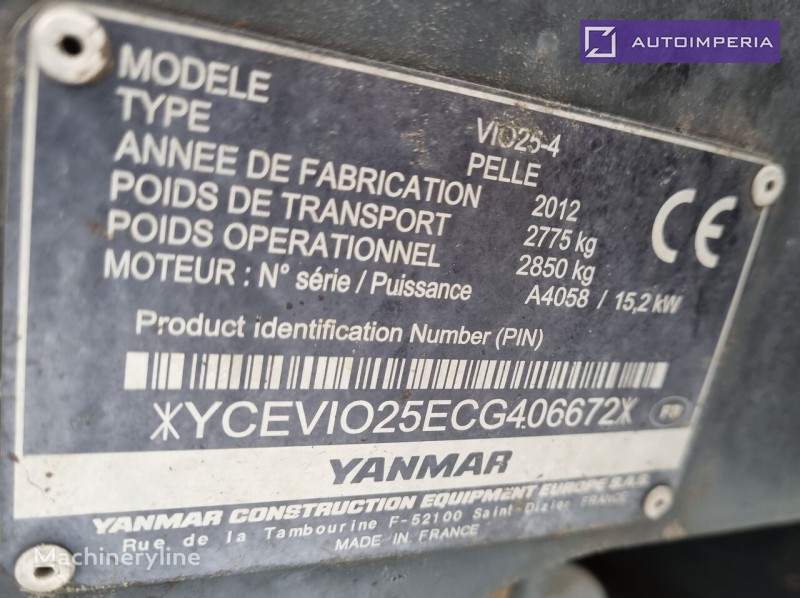 AUTOIMPERIA
MODELE VIO25-4
TYPE PELLE
ANNEE DE FABRICATION 2012
POIDS DE TRANSPORT 2775 kg
POIDS OPERATIONNEL 2850 kg
MOTEUR : N° série / Puissance A4058 / 15,2 kW
CE
Product identification Number (PIN)
*YCEVIO25ECG406672*
YANMAR
YANMAR CONSTRUCTION EQUIPMENT EUROPE S.A.S.
Rue de la Tambourine F-52100 Saint-Dizier FRANCE
MADE IN FRANCE
Machineryline